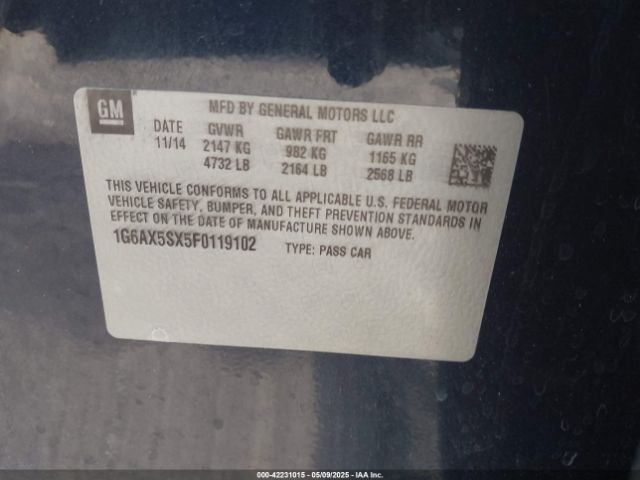 GM
MFD BY GENERAL MOTORS LLC
DATE GVWR GAWR FRT GAWR RR
11/14 2147 KG 982 KG 1165 KG
4732 LB 2164 LB 2568 LB
THIS VEHICLE CONFORMS TO ALL APPLICABLE U.S. FEDERAL MOTOR
VEHICLE SAFETY, BUMPER, AND THEFT PREVENTION STANDARDS IN
EFFECT ON THE DATE OF MANUFACTURE SHOWN ABOVE.
1G6AX5SX5F0119102 TYPE: PASS CAR
000-42231015 | 05/09/2025 | IAAI Inc.